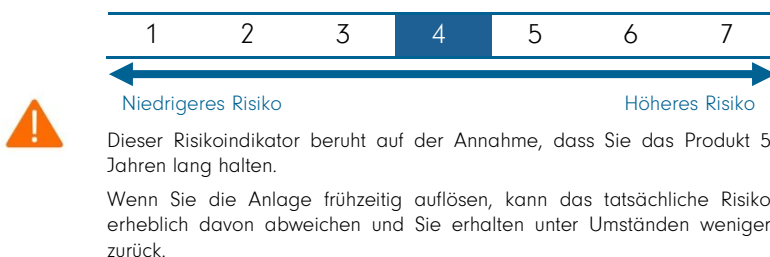 1 2 3 4 5 6 7
Niedrigeres Risiko Höheres Risiko
Dieser Risikoindikator beruht auf der Annahme, dass Sie das Produkt 5
Jahren lang halten.
Wenn Sie die Anlage frühzeitig auflösen, kann das tatsächliche Risiko
erheblich davon abweichen und Sie erhalten unter Umständen weniger
zurück.